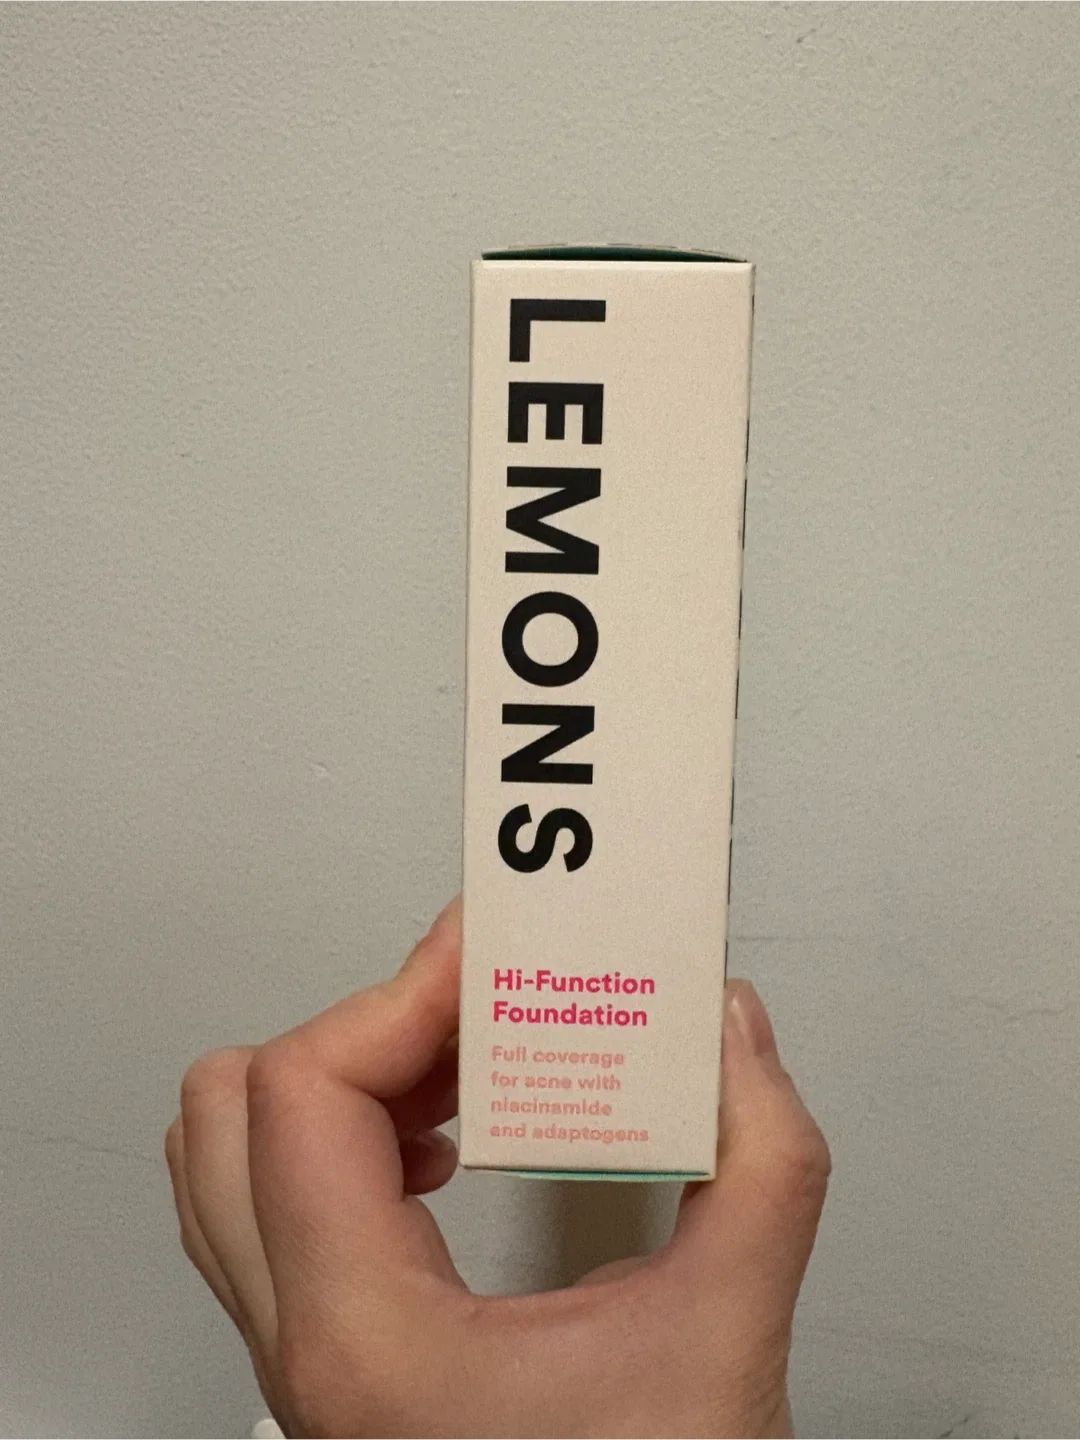 LEMONS
Hi-Function
Foundation
Full coverage
for acne with
niacinamide
and adaptogens